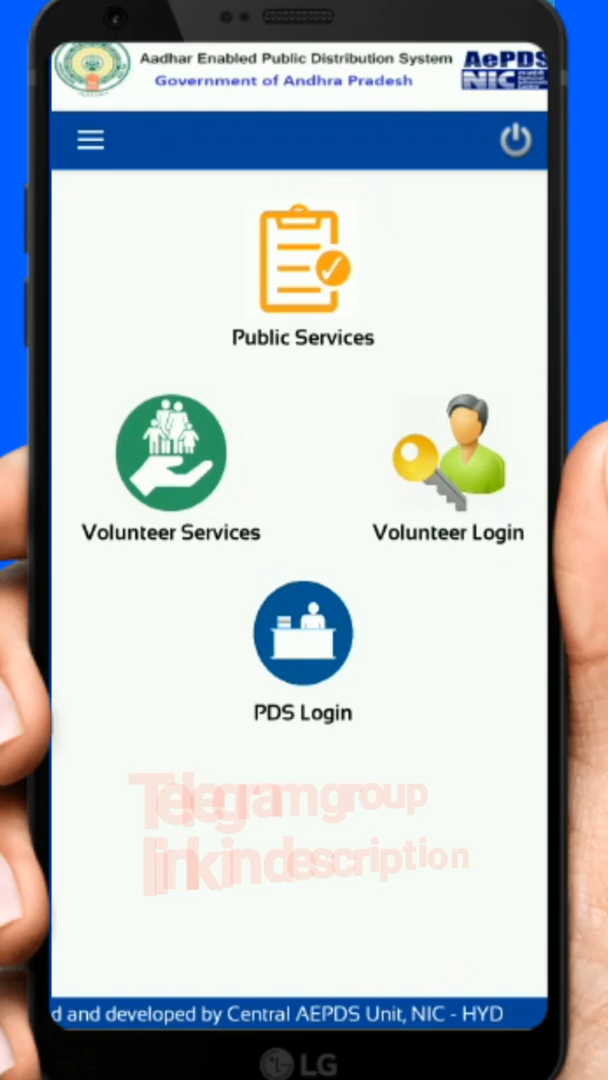 Aadhar Enabled Public Distribution System
Government of Andhra Pradesh
AePDS
NIC
Public Services
Volunteer Services
Volunteer Login
PDS Login
Telegram group
link in description
d and developed by Central AEPDS Unit, NIC - HYD
LG